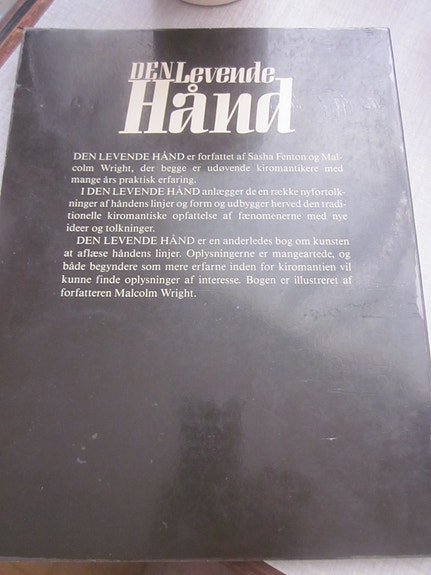 DEN Levende
Hånd
DEN LEVENDE HÅND er forfattet af Sasha Fenton og Mal-
colm Wright, der begge er udøvende kiromantikere med
mange års praktisk erfaring.
I DEN LEVENDE HÅND anlægger de en række nyfortolk-
ninger af håndens linjer og form og udbygger herved den tradi-
tionelle kiromantiske opfattelse af fænomenerne med nye
ideer og tolkninger.
DEN LEVENDE HÅND er en anderledes bog om kunsten
at aflæse håndens linjer. Oplysningerne er mangeartede, og
både begyndere som mere erfarne inden for kiromantien vil
kunne finde oplysninger af interesse. Bogen er illustreret af
forfatteren Malcolm Wright.